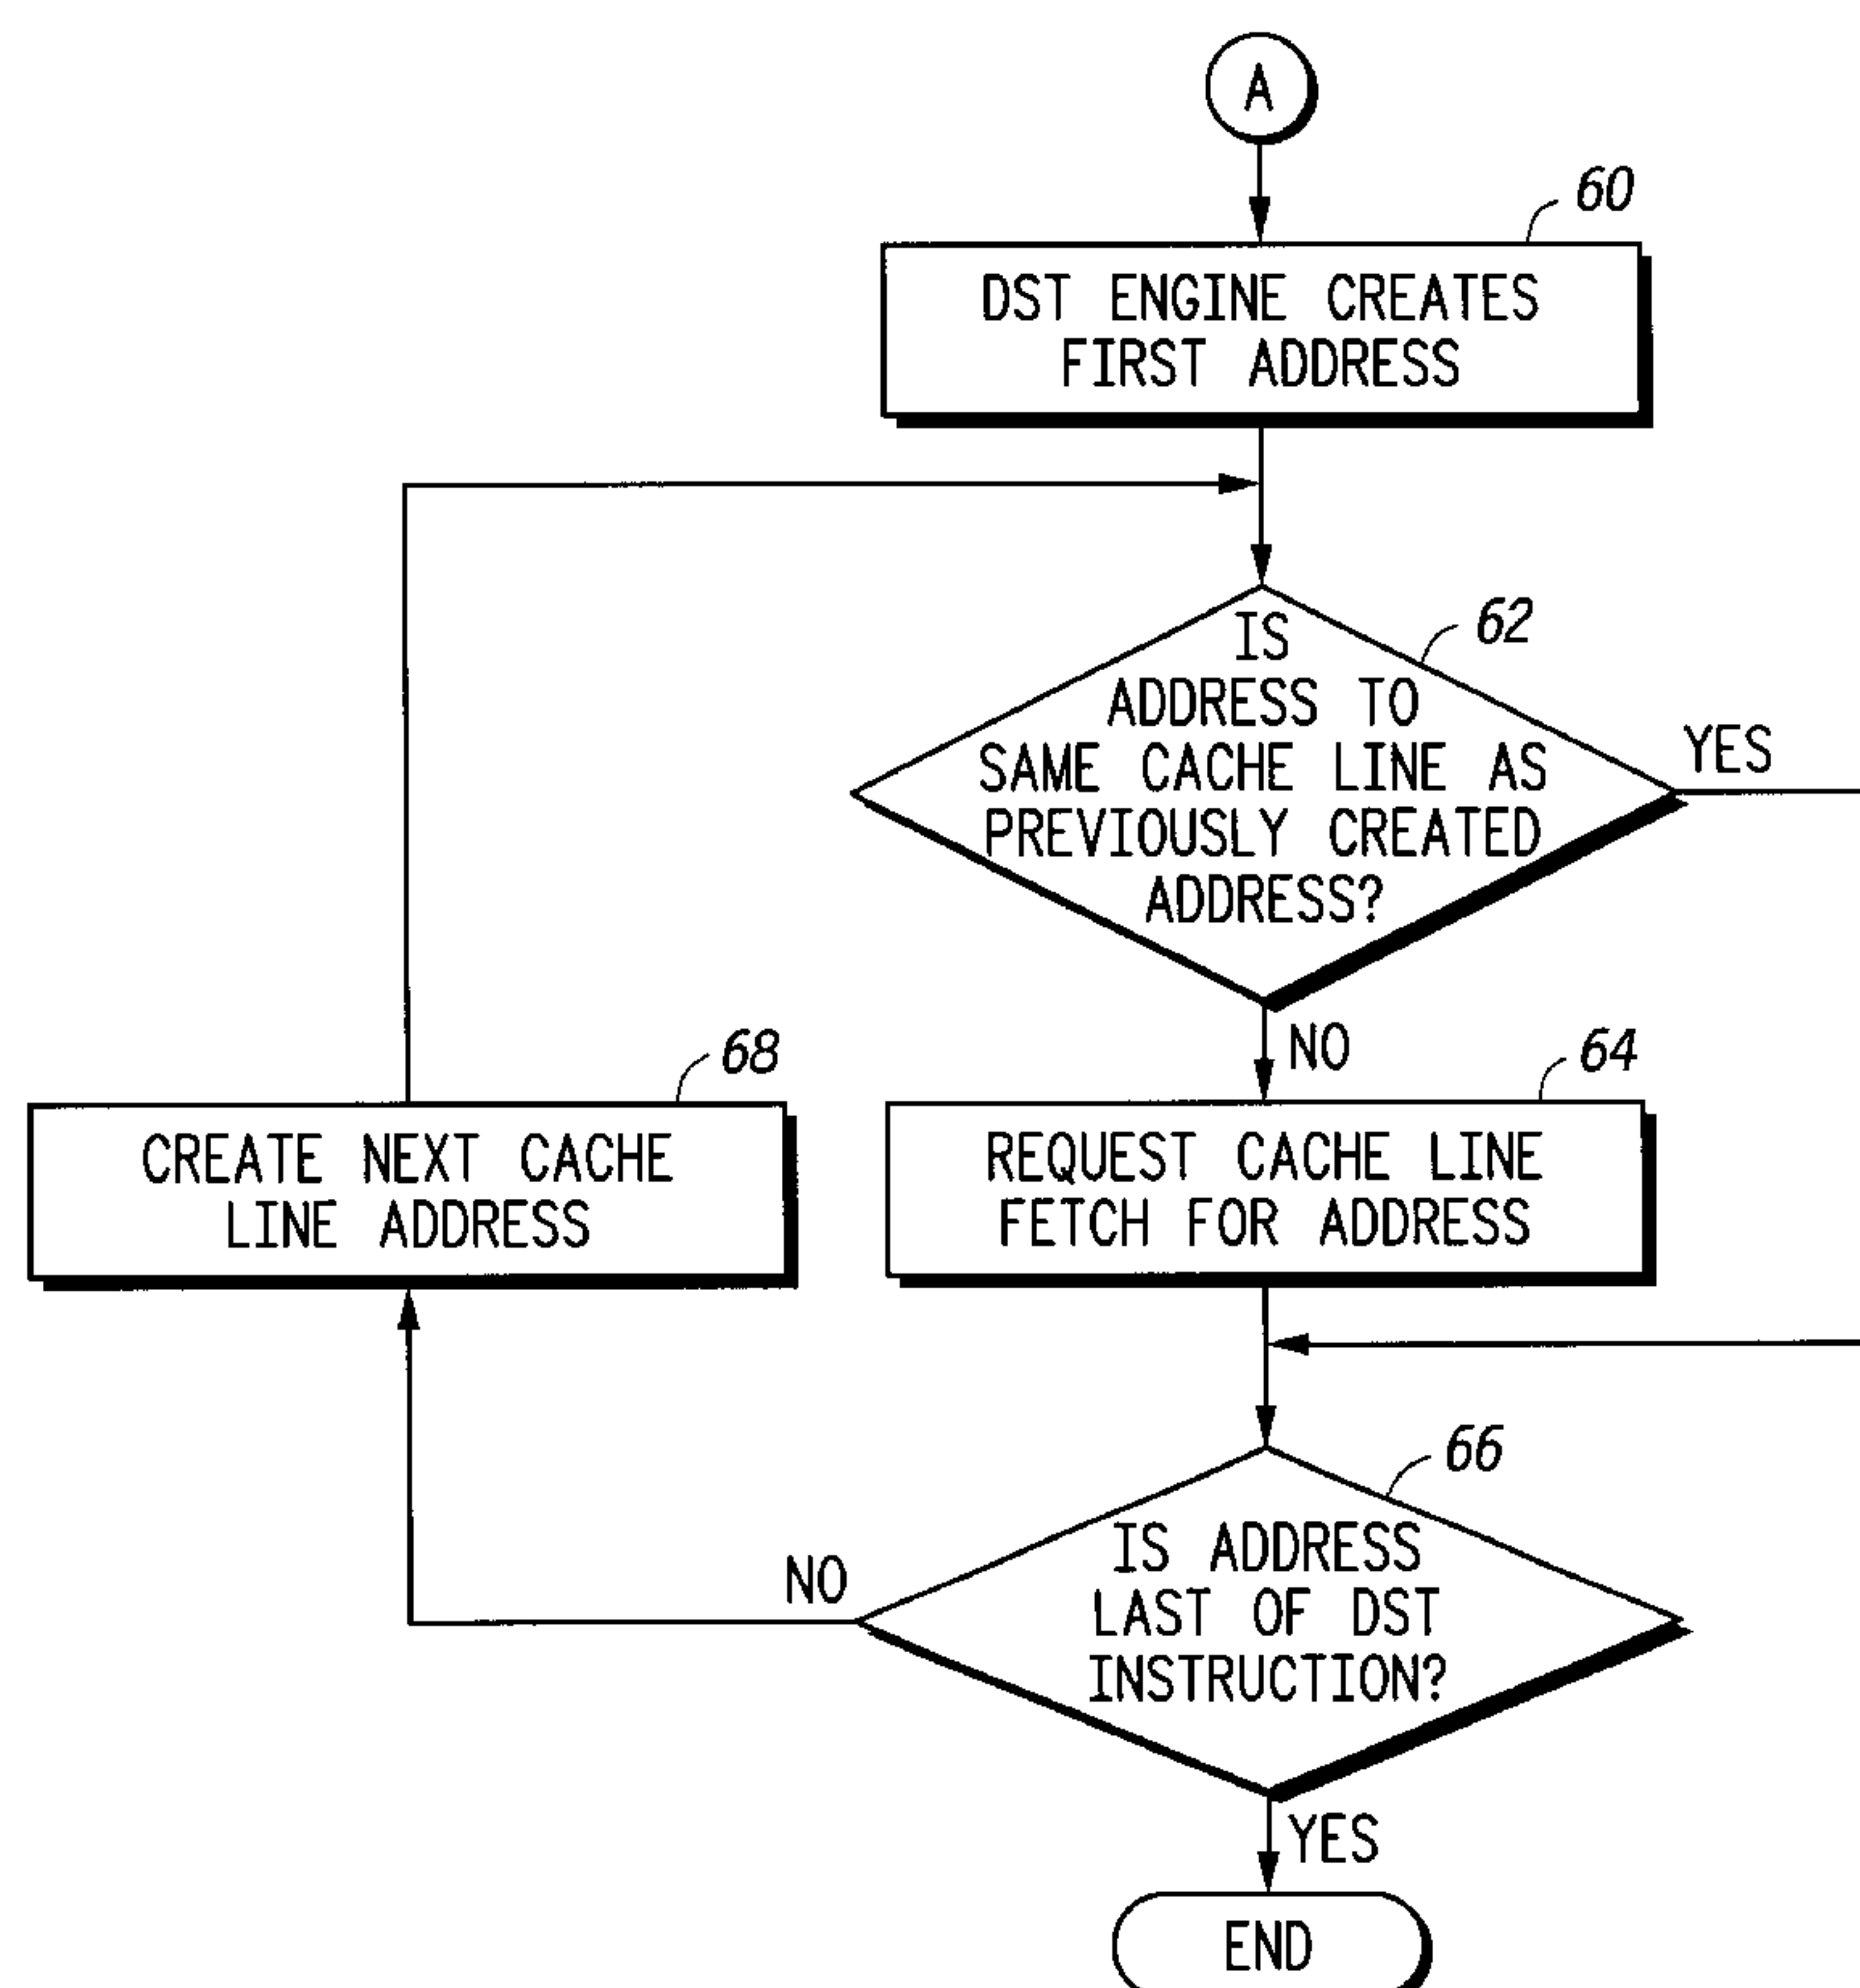 A
60
DST ENGINE CREATES
FIRST ADDRESS
62
IS
ADDRESS TO
SAME CACHE LINE AS
PREVIOUSLY CREATED
ADDRESS?
YES
NO
68
CREATE NEXT CACHE
LINE ADDRESS
64
REQUEST CACHE LINE
FETCH FOR ADDRESS
66
IS ADDRESS
LAST OF DST
INSTRUCTION?
NO
YES
END